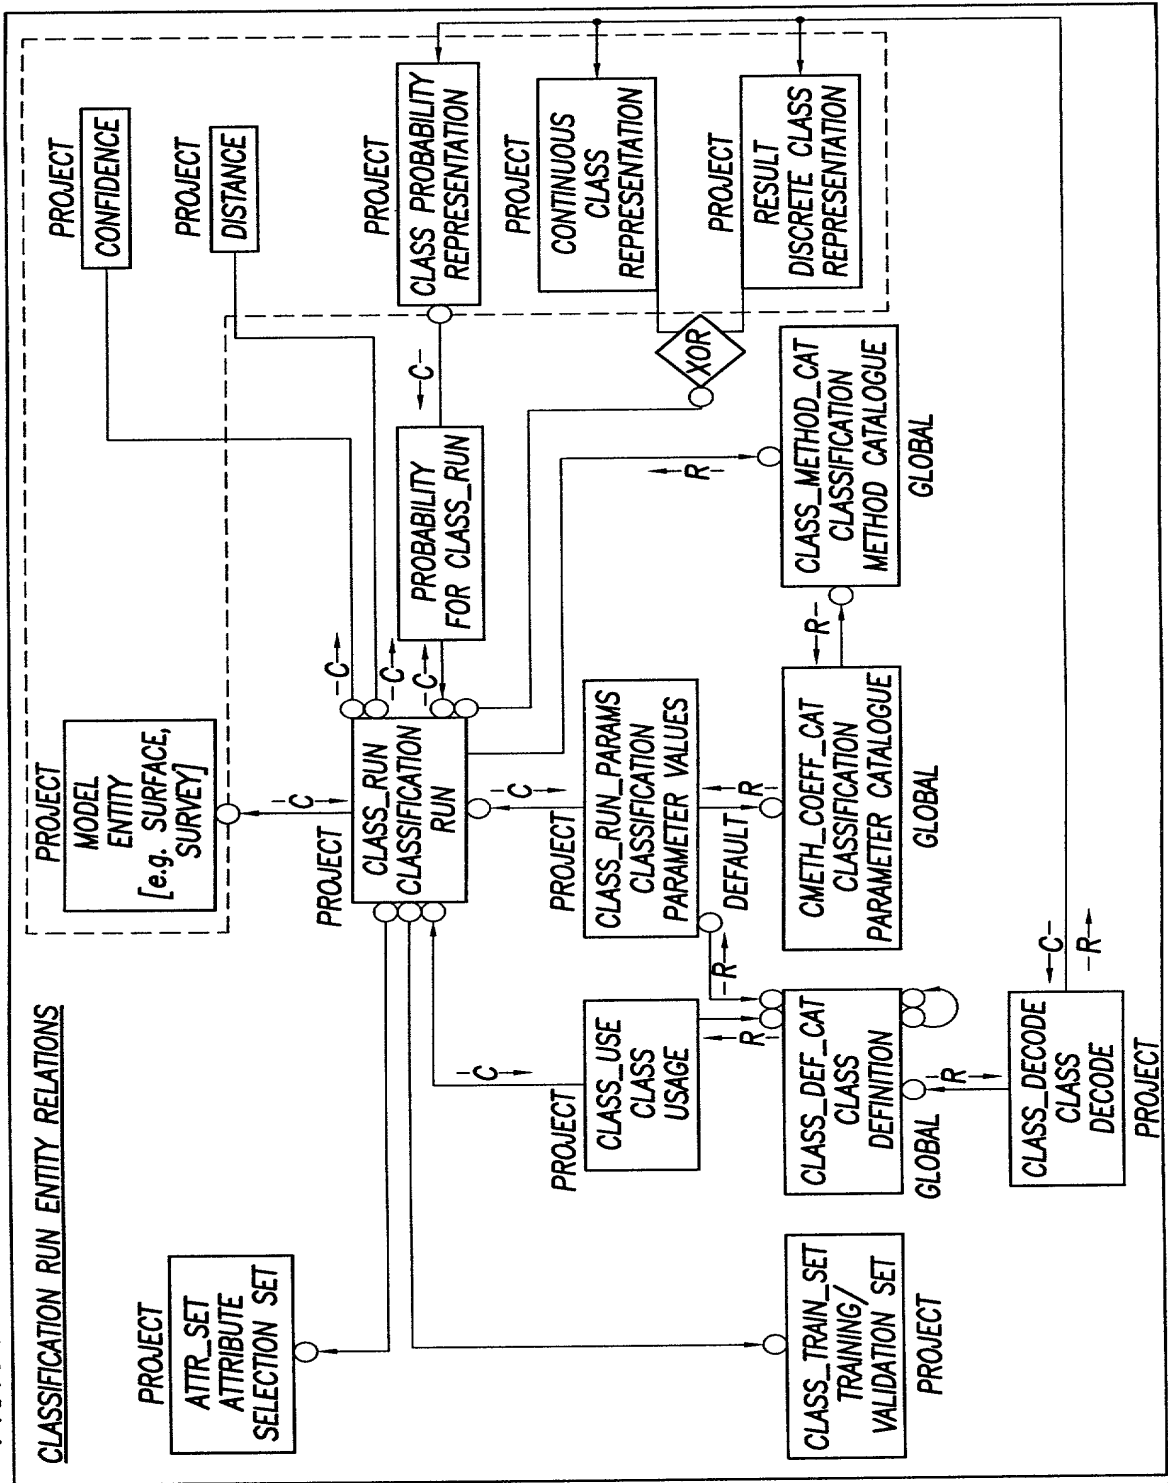 CLASSIFICATION RUN ENTITY RELATIONS
PROJECT
CONFIDENCE
PROJECT
DISTANCE
PROJECT
MODEL
ENTITY
[e.g. SURFACE,
SURVEY]
PROJECT
CLASS PROBABILITY
REPRESENTATION
PROJECT
CONTINUOUS
CLASS
REPRESENTATION
PROJECT
RESULT
DISCRETE CLASS
REPRESENTATION
PROJECT
ATTR_SET
ATTRIBUTE
SELECTION SET
-C-
-C-
-C-
-C-
-C-
PROJECT
CLASS_RUN
CLASSIFICATION
RUN
PROBABILITY
FOR CLASS_RUN
XOR
-C-
-C-
-R-
PROJECT
CLASS_USE
CLASS
USAGE
PROJECT
CLASS_RUN_PARAMS
CLASSIFICATION
PARAMETER VALUES
CLASS_METHOD_CAT
CLASSIFICATION
METHOD CATALOGUE
GLOBAL
-R-
-R-
DEFAULT
-R-
-R-
PROJECT
CLASS_TRAIN_SET
TRAINING/
VALIDATION SET
CLASS_DEF_CAT
CLASS
DEFINITION
GLOBAL
CMETH_COEFF_CAT
CLASSIFICATION
PARAMETER CATALOGUE
GLOBAL
-R-
-C-
-R-
CLASS_DECODE
CLASS
DECODE
PROJECT